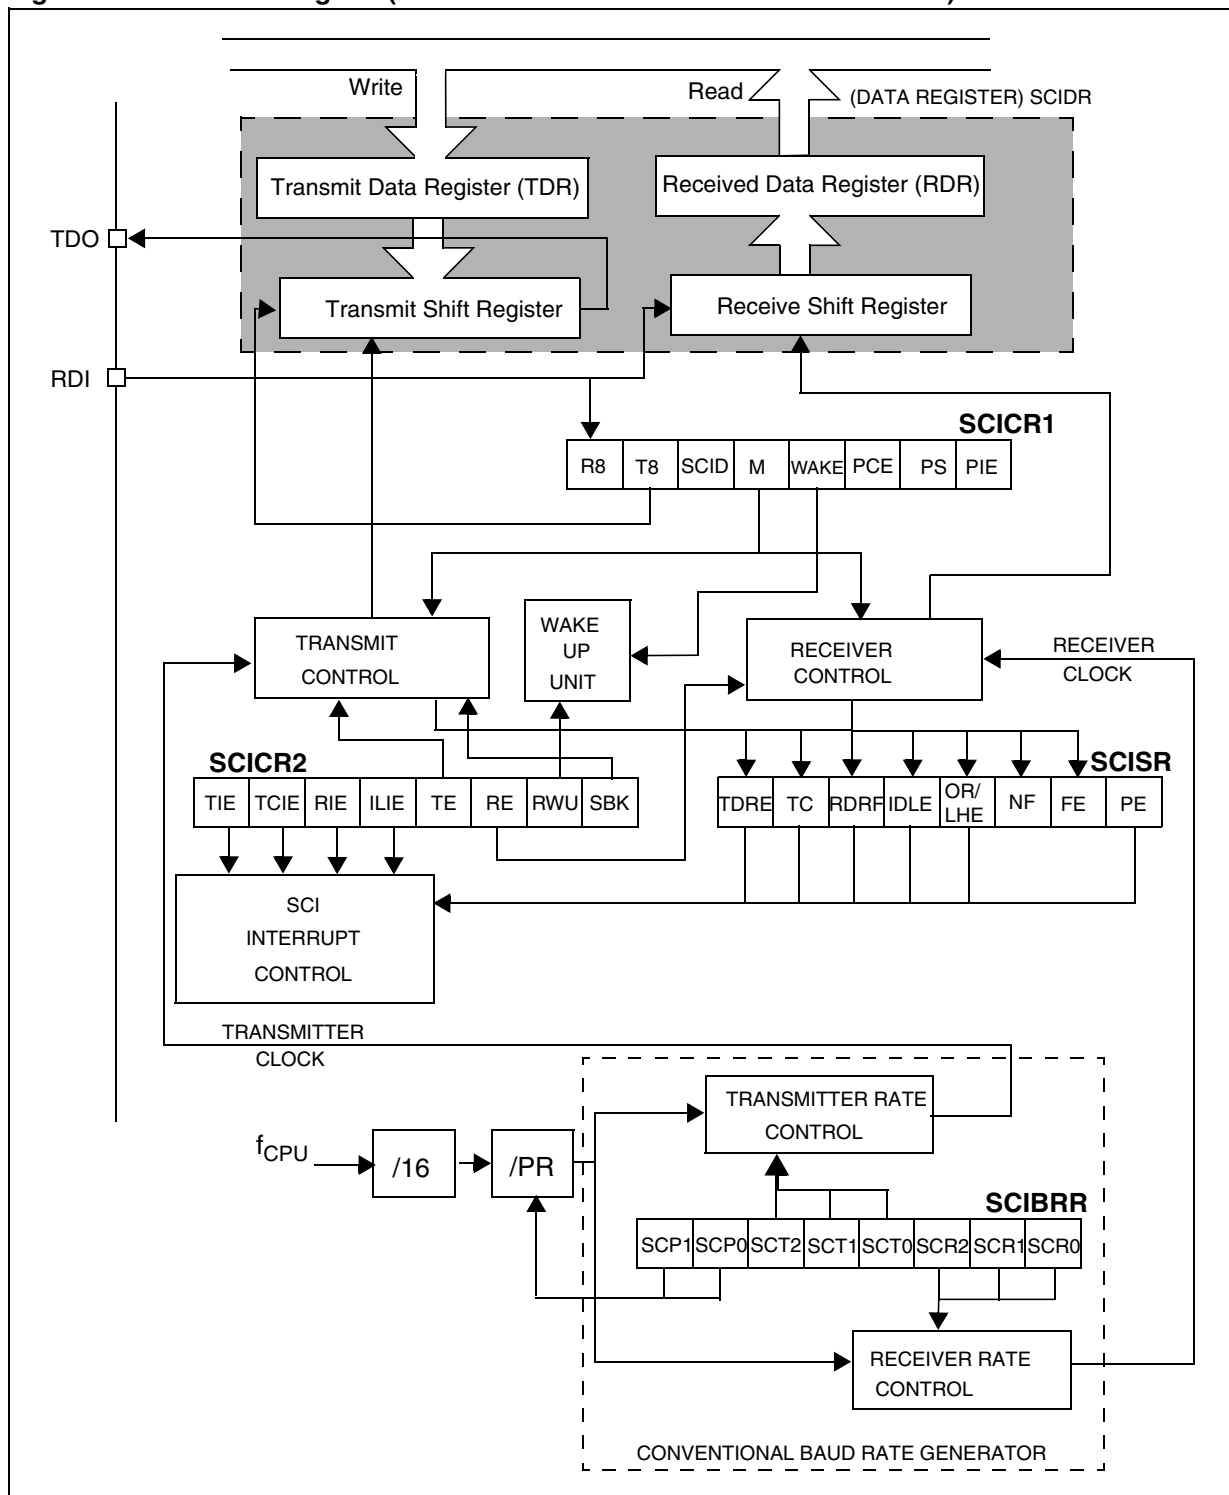 Write
Read
(DATA REGISTER) SCIDR
Transmit Data Register (TDR)
Received Data Register (RDR)
TDO
Transmit Shift Register
Receive Shift Register
RDI
SCICR1
R8 T8 SCID M WAKE PCE PS PIE
TRANSMIT
CONTROL
WAKE
UP
UNIT
RECEIVER
CONTROL
RECEIVER
CLOCK
SCICR2
TIE TCIE RIE ILIE TE RE RWU SBK
SCISR
TDRE TC RDRF IDLE OR/
LHE NF FE PE
SCI
INTERRUPT
CONTROL
TRANSMITTER
CLOCK
TRANSMITTER RATE
CONTROL
fCPU
/16
/PR
SCIBRR
SCP1 SCP0 SCT2 SCT1 SCT0 SCR2 SCR1 SCR0
RECEIVER RATE
CONTROL
CONVENTIONAL BAUD RATE GENERATOR